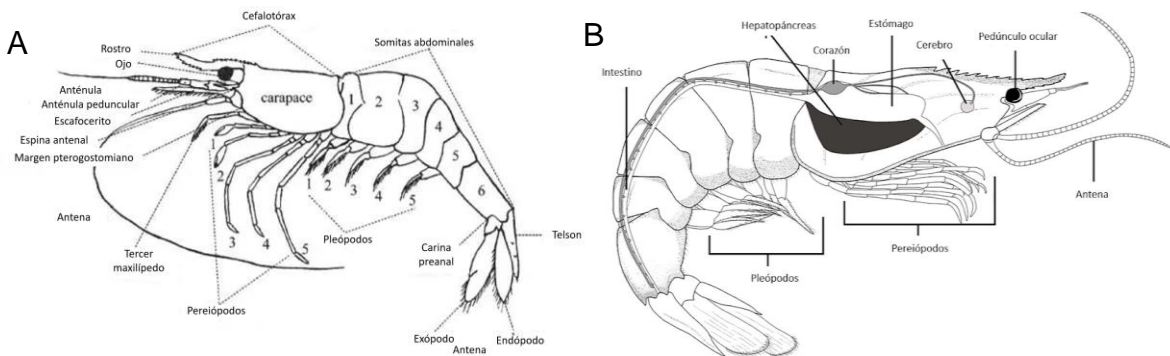 A
Cefalotórax
Rostro
Ojo
Somitas abdominales
Anténula
Anténula peduncular
Escafocerito
Espina antenal
Margen pterogostomiano
carapace
1
2
3
4
5
6
1
2
3
4
5
1
2
3
4
5
Antena
Tercer
maxilípedo
Pereiópodos
Pleópodos
Carina
preanal
Telson
Exópodo
Antena
Endópodo
B
Hepatopáncreas
Estómago
Corazón
Cerebro
Pedúnculo ocular
Intestino
Antena
Pereiópodos
Pleópodos